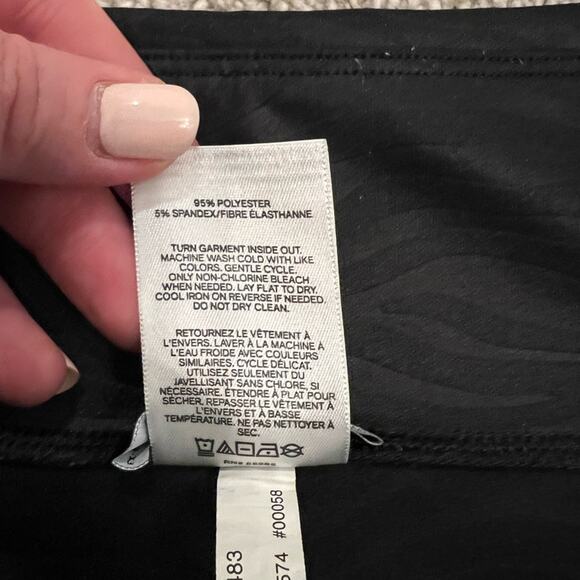 95% POLYESTER
5% SPANDEX/FIBRE ÉLASTHANNE
TURN GARMENT INSIDE OUT.
MACHINE WASH COLD WITH LIKE
COLORS. GENTLE CYCLE.
ONLY NON-CHLORINE BLEACH
WHEN NEEDED. LAY FLAT TO DRY.
COOL IRON ON REVERSE IF NEEDED.
DO NOT DRY CLEAN.
RETOURNEZ LE VÊTEMENT À
L'ENVERS. LAVER À LA MACHINE À
L'EAU FROIDE AVEC COULEURS
SIMILAIRES. CYCLE DÉLICAT.
UTILISEZ SEULEMENT DU
JAVELLISANT SANS CHLORE, SI
NÉCESSAIRE. ÉTENDRE À PLAT POUR
SÉCHER. REPASSER LE VÊTEMENT À
L'ENVERS ET À BASSE
TEMPÉRATURE. NE PAS NETTOYER À
SEC.
483
574 #00058